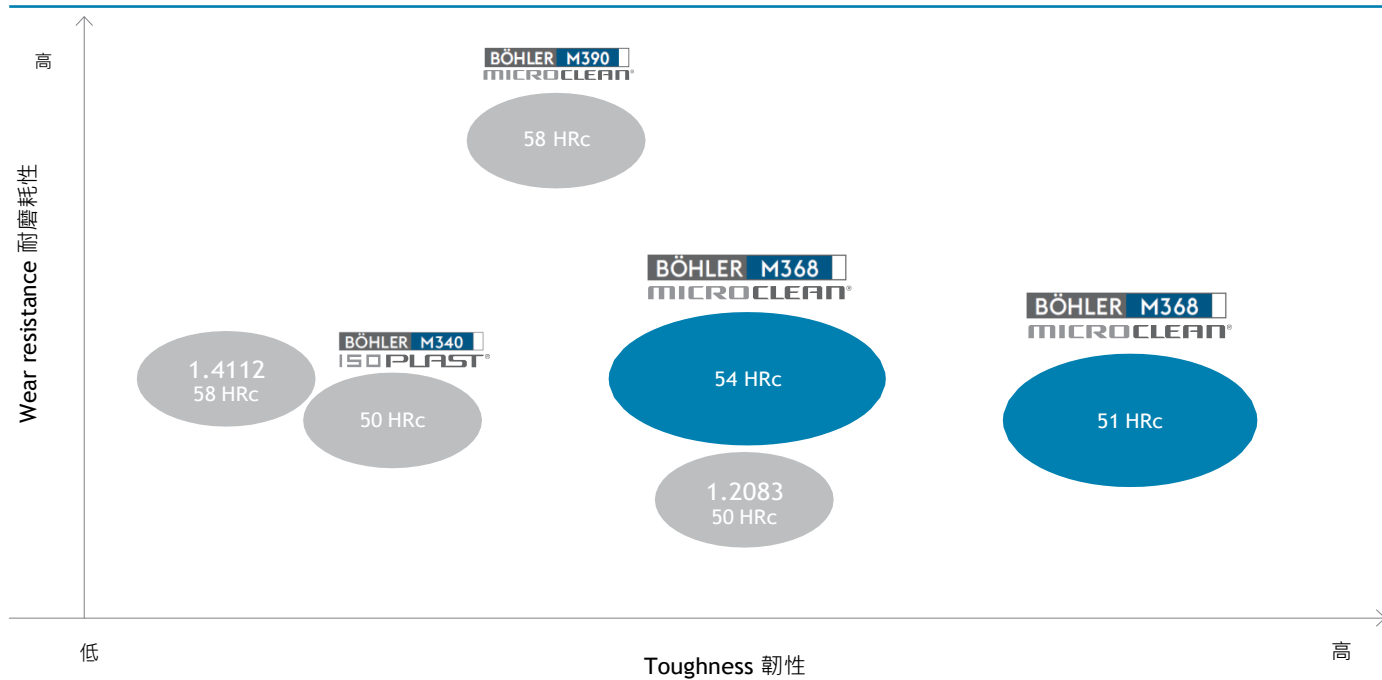 高
BÖHLER M390
MICROCLEAN®
58 HRc
Wear resistance 耐磨耗性
BÖHLER M368
MICROCLEAN®
BÖHLER M368
MICROCLEAN®
BÖHLER M340
ISOPLAST®
1.4112
58 HRc
50 HRc
54 HRc
51 HRc
1.2083
50 HRc
低
Toughness 韌性
高